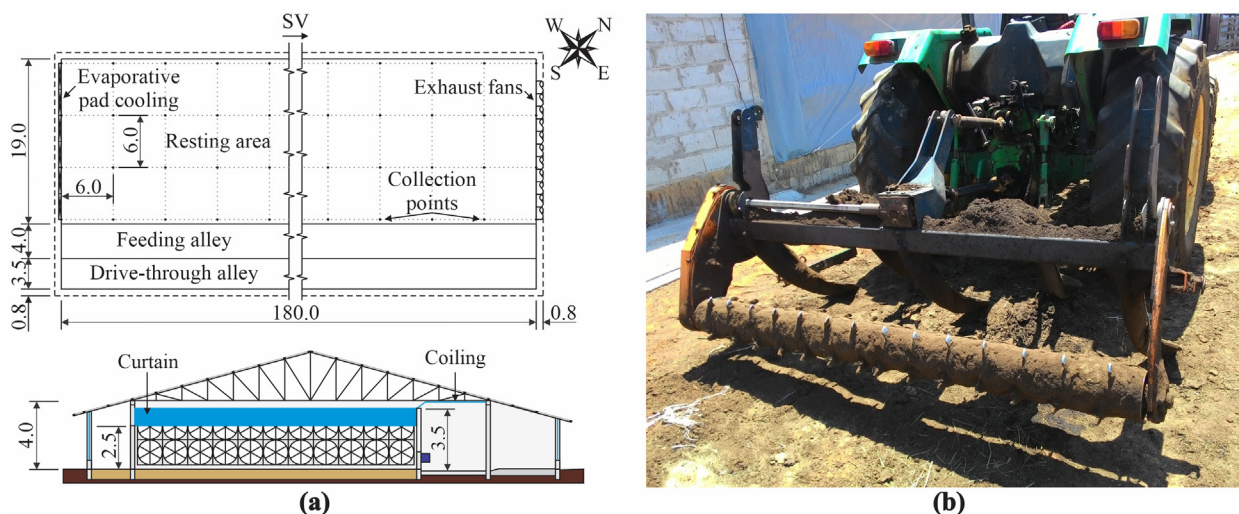 SV
W N
S E
Evaporative
pad cooling
Exhaust fans
19.0
6.0
Resting area
6.0
Collection
points
4.0
Feeding alley
3.5
Drive-through alley
0.8
180.0
0.8
Curtain
Coiling
4.0
2.5
3.5
(a)
(b)